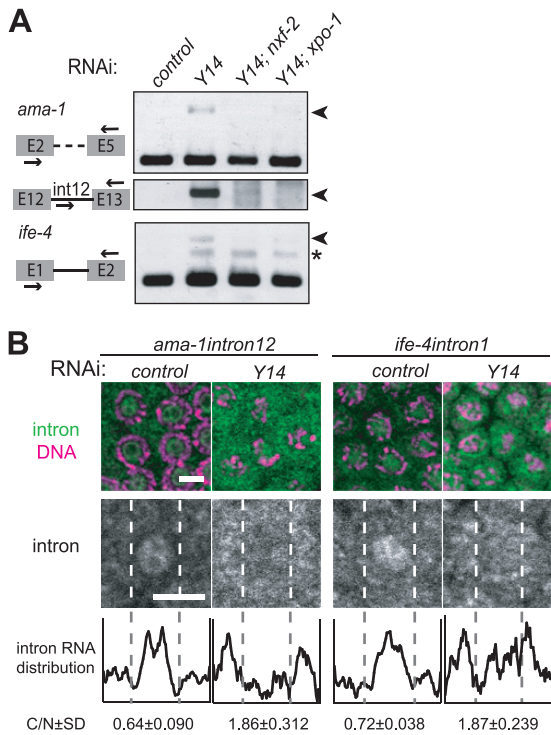 A
RNAi: control Y14 Y14; nxf-2 Y14; xpo-1
ama-1
E2 E5
int12
E12 E13
ife-4
E1 E2
*
B
ama-1intron12 ife-4intron1
RNAi: control Y14 control Y14
intron
DNA
intron
intron RNA
distribution
C/N±SD 0.64±0.090 1.86±0.312 0.72±0.038 1.87±0.239